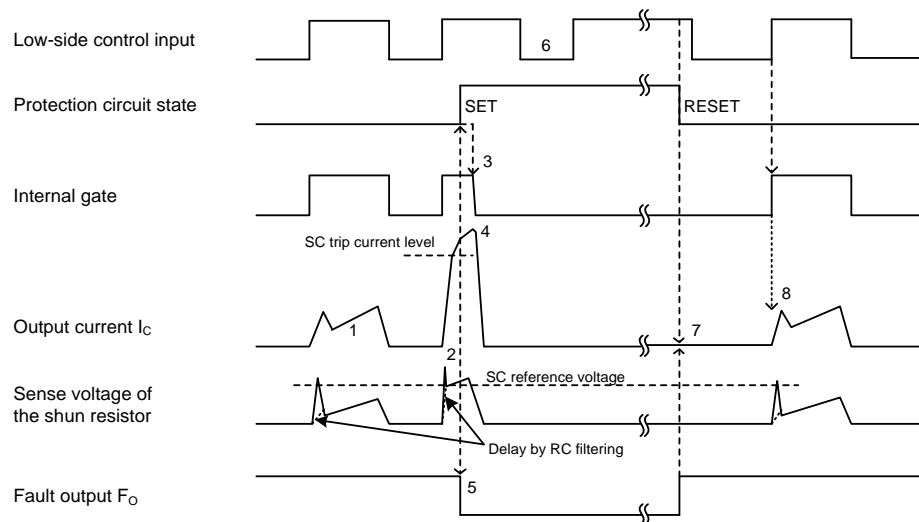 Low-side control input
6
Protection circuit state
SET
RESET
3
Internal gate
4
SC trip current level
8
Output current IC
1
7
2
SC reference voltage
Sense voltage of
the shun resistor
Delay by RC filtering
5
Fault output FO